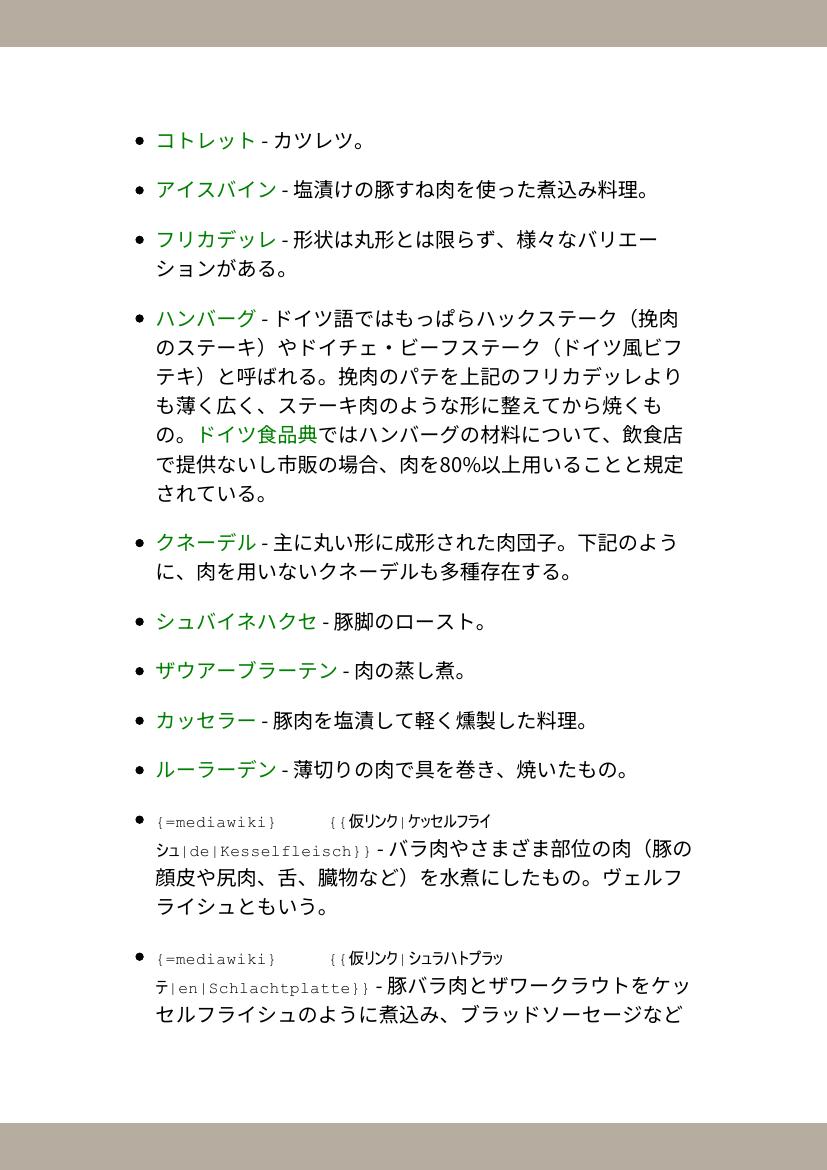 • コトレット - カツレツ。
• アイスバイン - 塩漬けの豚すね肉を使った煮込み料理。
• フリカデッレ - 形状は丸形とは限らず、様々なバリエー
ションがある。
• ハンバーグ - ドイツ語ではもっぱらハックステーク（挽肉
のステーキ）やドイチェ・ビーフステーク（ドイツ風ビフ
テキ）と呼ばれる。挽肉のパテを上記のフリカデッレより
も薄く広く、ステーキ肉のような形に整えてから焼くも
の。ドイツ食品典ではハンバーグの材料について、飲食店
で提供ないし市販の場合、肉を80%以上用いることと規定
されている。
• クネーデル - 主に丸い形に成形された肉団子。下記のよう
に、肉を用いないクネーデルも多種存在する。
• シュバイネハクセ - 豚脚のロースト。
• ザウアーブラーテン - 肉の蒸し煮。
• カッセラー - 豚肉を塩漬して軽く燻製した料理。
• ルーラーデン - 薄切りの肉で具を巻き、焼いたもの。
• {=mediawiki} {{仮リンク|ケッセルフライ
シュ|de|Kesselfleisch}} - バラ肉やさまざま部位の肉（豚の
顔皮や尻肉、舌、臓物など）を水煮にしたもの。ヴェルフ
ライシュともいう。
• {=mediawiki} {{仮リンク|シュラハトプラッ
テ|en|Schlachtplatte}} - 豚バラ肉とザワークラウトをケッ
セルフライシュのように煮込み、ブラッドソーセージなど